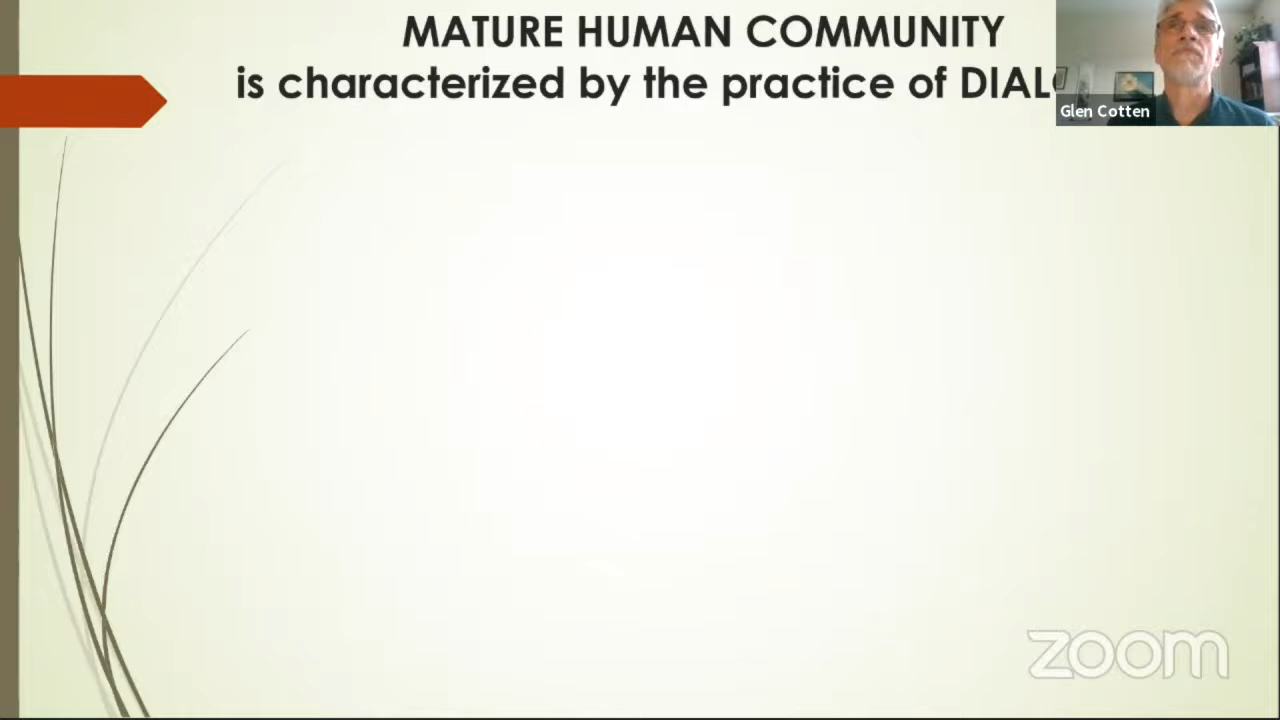 MATURE HUMAN COMMUNITY
is characterized by the practice of
Glen Cotten
zoom